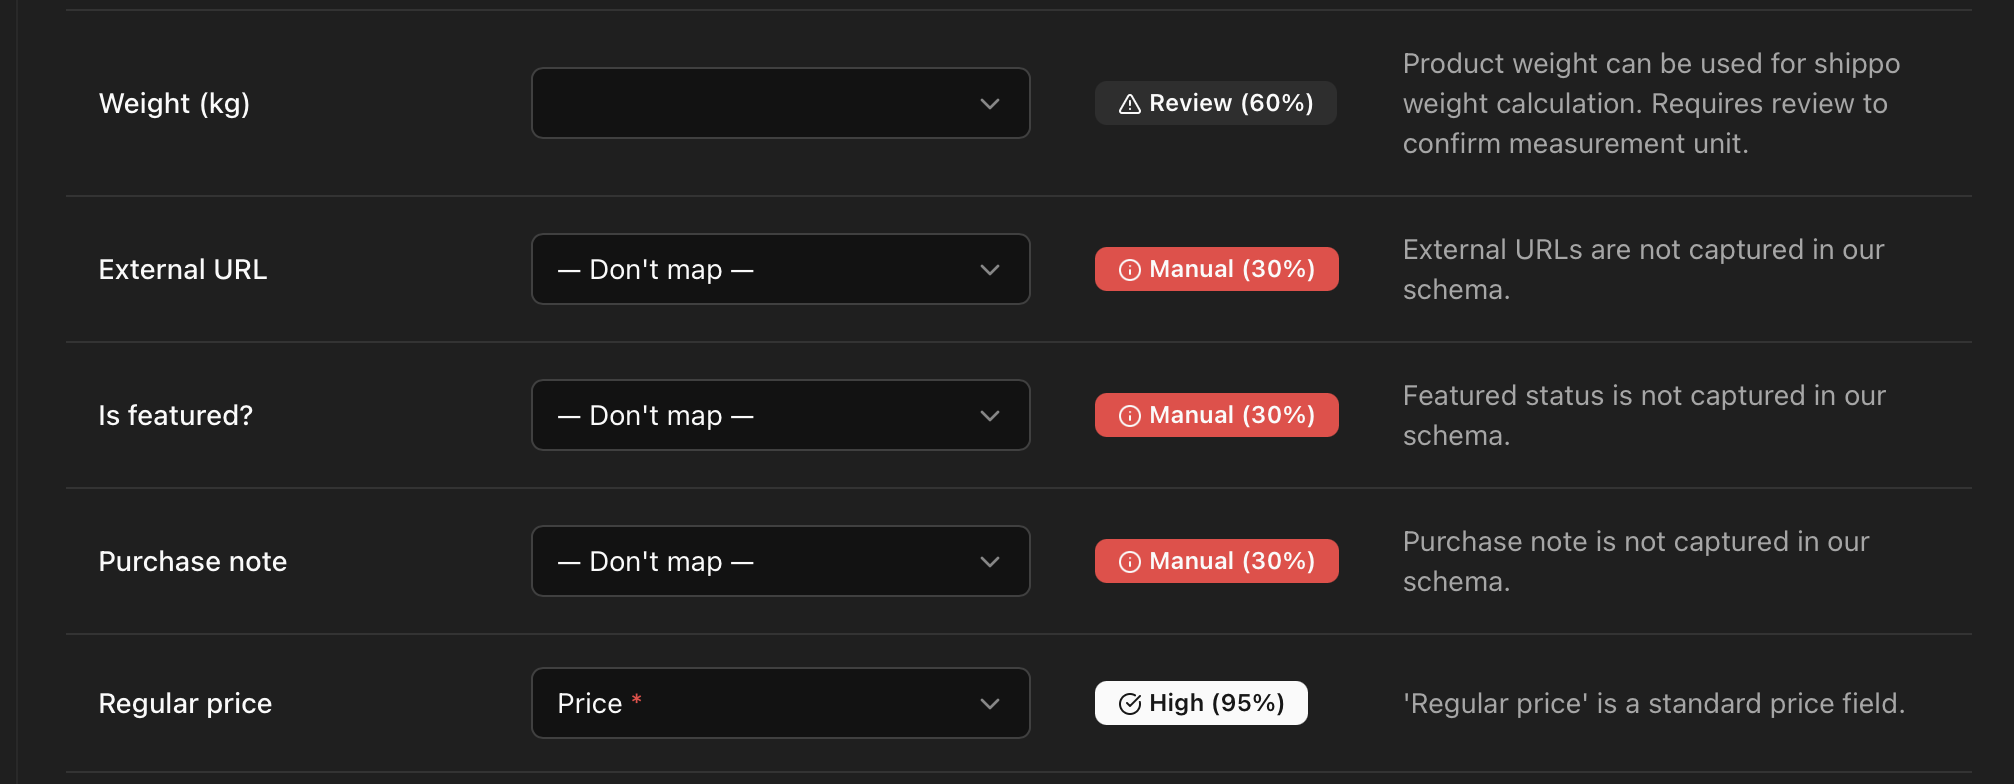 Weight (kg)
Review (60%)
Product weight can be used for shippo
weight calculation. Requires review to
confirm measurement unit.
External URL
— Don't map —
Manual (30%)
External URLs are not captured in our
schema.
Is featured?
— Don't map —
Manual (30%)
Featured status is not captured in our
schema.
Purchase note
— Don't map —
Manual (30%)
Purchase note is not captured in our
schema.
Regular price
Price *
High (95%)
'Regular price' is a standard price field.